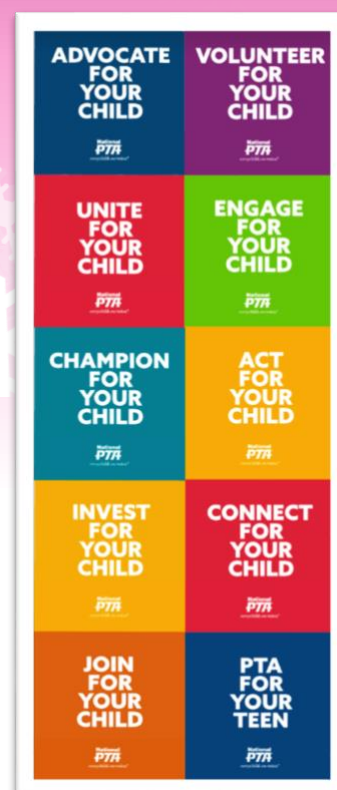 ADVOCATE
FOR
YOUR
CHILD
National
PTA
VOLUNTEER
FOR
YOUR
CHILD
National
PTA
UNITE
FOR
YOUR
CHILD
National
PTA
ENGAGE
FOR
YOUR
CHILD
National
PTA
CHAMPION
FOR
YOUR
CHILD
National
PTA
ACT
FOR
YOUR
CHILD
National
PTA
INVEST
FOR
YOUR
CHILD
National
PTA
CONNECT
FOR
YOUR
CHILD
National
PTA
JOIN
FOR
YOUR
CHILD
National
PTA
PTA
FOR
YOUR
TEEN
National
PTA